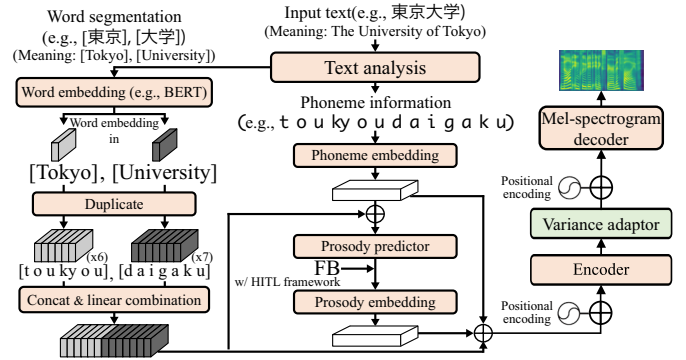 Word segmentation
(e.g., [東京], [大学])
(Meaning: [Tokyo], [University])
Word embedding (e.g., BERT)
Word embedding
in
[Tokyo], [University]
Duplicate
(x6)
(x7)
[t o u ky o u], [d a i g a k u]
Concat & linear combination
Input text(e.g., 東京大学)
(Meaning: The University of Tokyo)
Text analysis
Phoneme information
(e.g., t o u ky o u d a i g a k u)
Phoneme embedding
Prosody predictor
FB
w/ HITL framework
Prosody embedding
Mel-spectrogram
decoder
Positional
encoding
Variance adaptor
Encoder
Positional
encoding